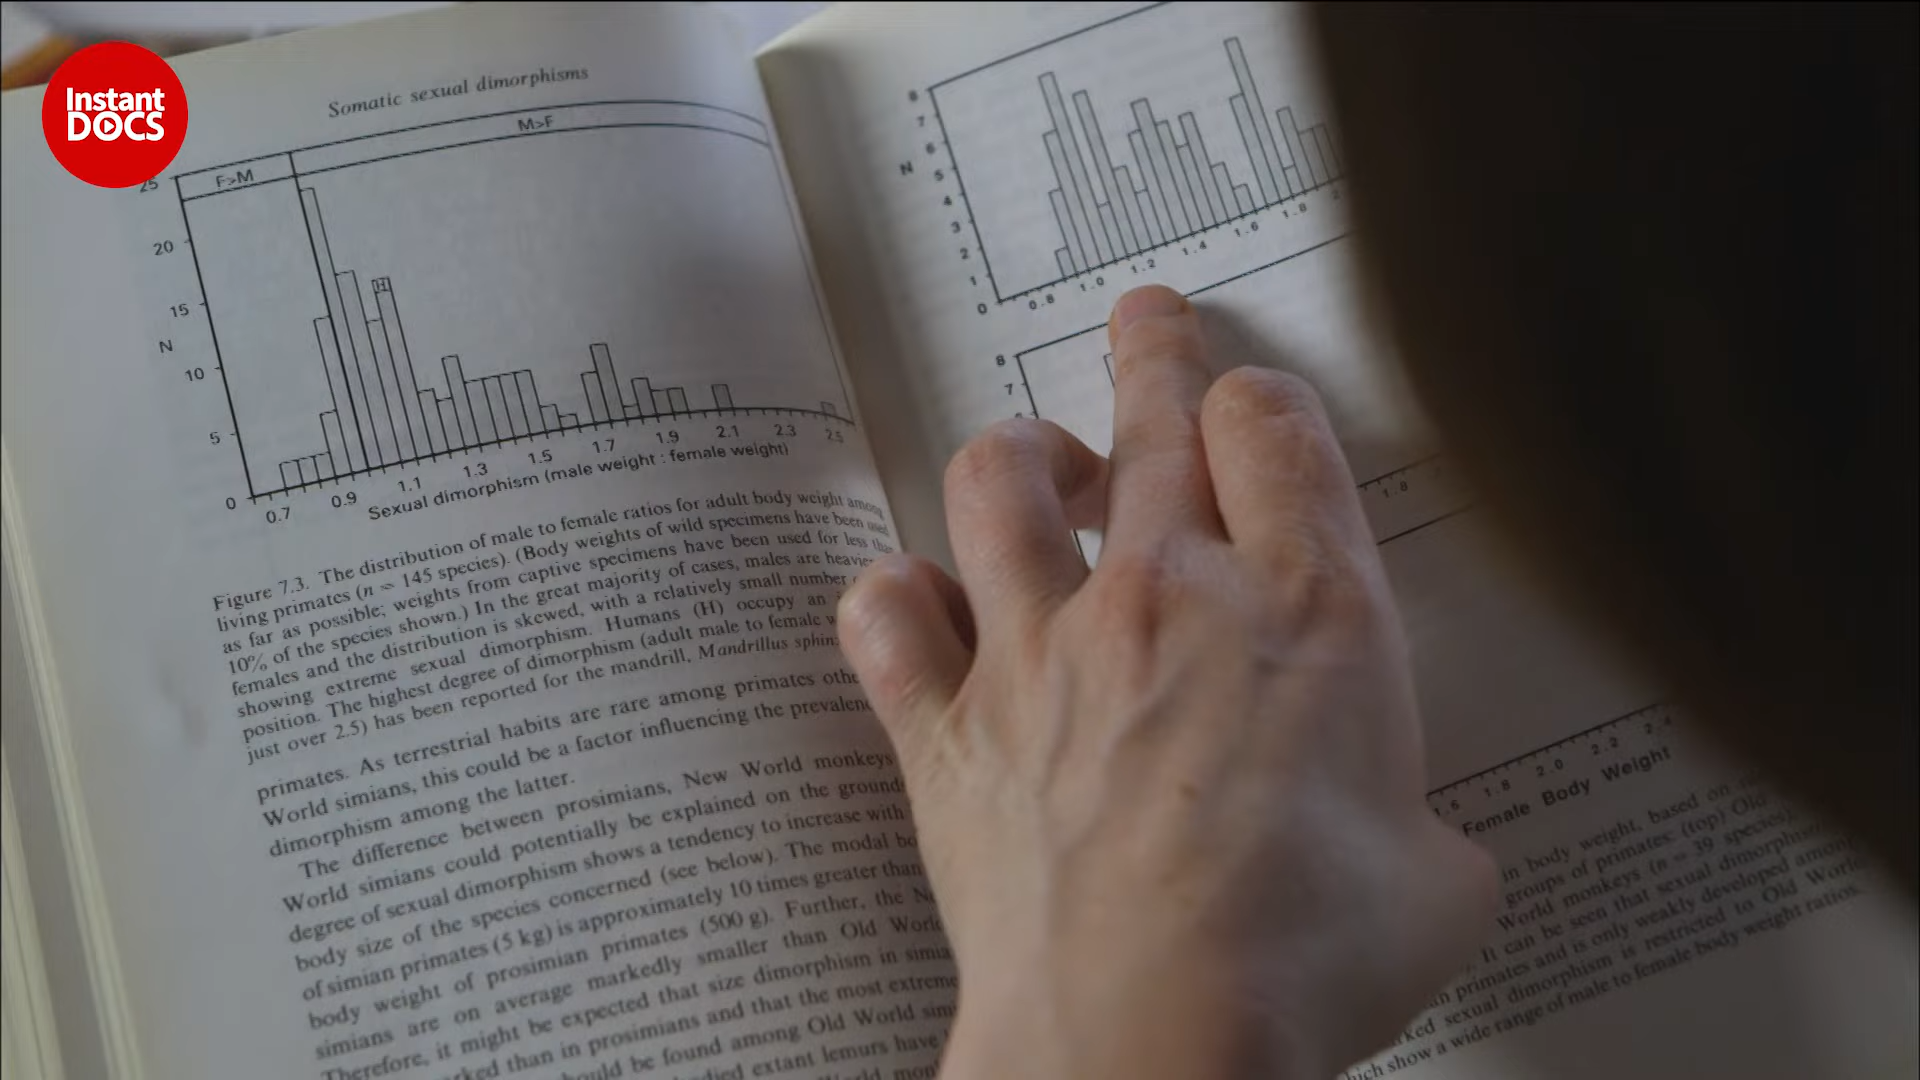 Instant
DOCS
Somatic sexual dimorphisms
F>M
M>F
25
20
15
N
10
5
0
H
0.7 0.9 1.1 1.3 1.5 1.7 1.9 2.1 2.3 2.5
Sexual dimorphism (male weight : female weight)
Figure 7.3. The distribution of male to female ratios for adult body weight among
living primates (n = 145 species). (Body weights of wild specimens have been used
as far as possible; weights from captive specimens have been used for less than
10% of the species shown.) In the great majority of cases, males are heavier
females and the distribution is skewed, with a relatively small number
showing extreme sexual dimorphism. Humans (H) occupy an
position. The highest degree of dimorphism (adult male to female
just over 2.5) has been reported for the mandrill, Mandrillus
primates. As terrestrial habits are rare among primates
World simians, this could be a factor influencing the
dimorphism among the latter.
The difference between prosimians, New World monkeys
World simians could potentially be explained on the
degree of sexual dimorphism shows a tendency to increase with
body size of the species concerned (see below). The modal
of simian primates (5 kg) is approximately 10 times greater than
body weight of prosimian primates (500 g). Further, the
simians are on average markedly smaller than Old
Therefore, it might be expected that size dimorphism in
than in prosimians and that the most extreme
be found among Old World
extant lemurs have
8
7
6
N
5
4
3
2
1
0
0.8 1.0 1.2 1.4 1.6 1.8
8
7
1.8
1.6 1.8 2.0 2.2 2.4
Female Body Weight
in body weight, based on
groups of primates: (top) Old
World monkeys (n = 39 species)
It can be seen that sexual
primates and is only weakly developed among
sexual dimorphism is restricted to Old World
which show a wide range of male to female body weight ratios.